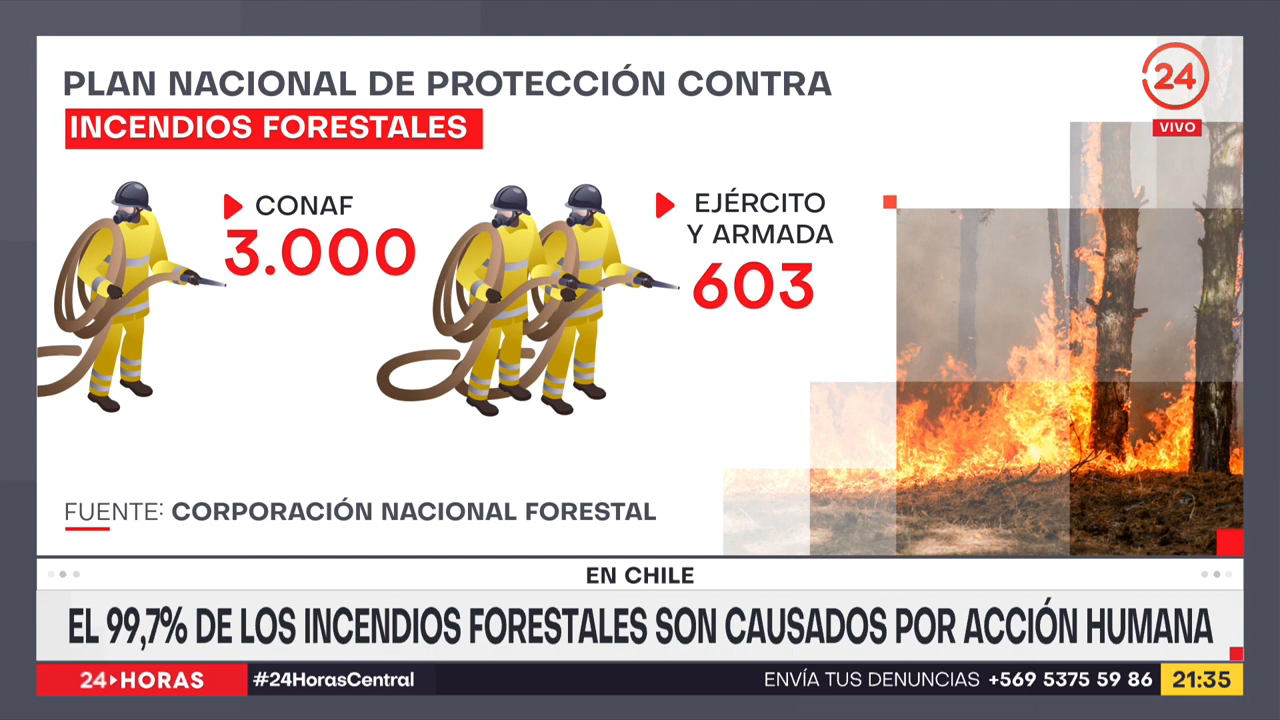 PLAN NACIONAL DE PROTECCIÓN CONTRA
INCENDIOS FORESTALES
24
VIVO
CONAF
3.000
EJÉRCITO
Y ARMADA
603
FUENTE: CORPORACIÓN NACIONAL FORESTAL
EN CHILE
EL 99,7% DE LOS INCENDIOS FORESTALES SON CAUSADOS POR ACCIÓN HUMANA
24 HORAS #24HorasCentral ENVÍA TUS DENUNCIAS +569 5375 59 86 21:35